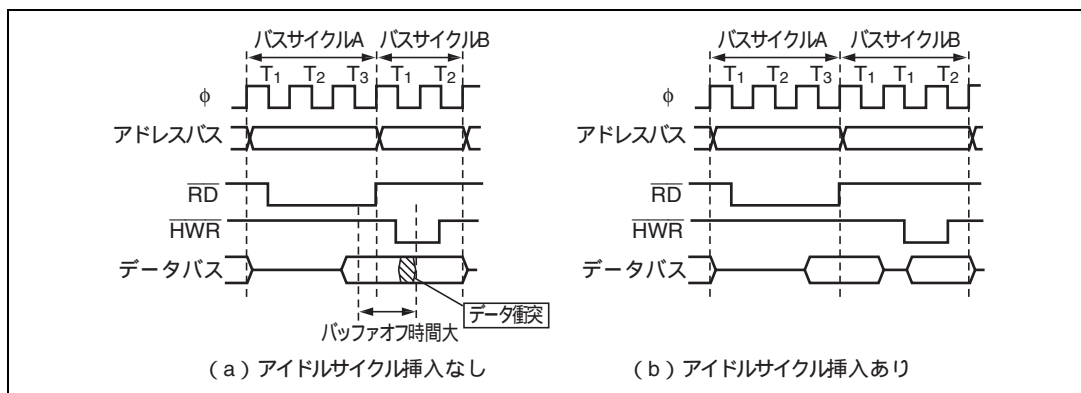 バスサイクルA バスサイクルB
T1 T2 T3 T1 T2
φ
アドレスバス
RD
HWR
データバス
データ衝突
バッファオフ時間大
(a)アイドルサイクル挿入なし
バスサイクルA バスサイクルB
T1 T2 T3 T1 T1 T2
φ
アドレスバス
RD
HWR
データバス
(b)アイドルサイクル挿入あり